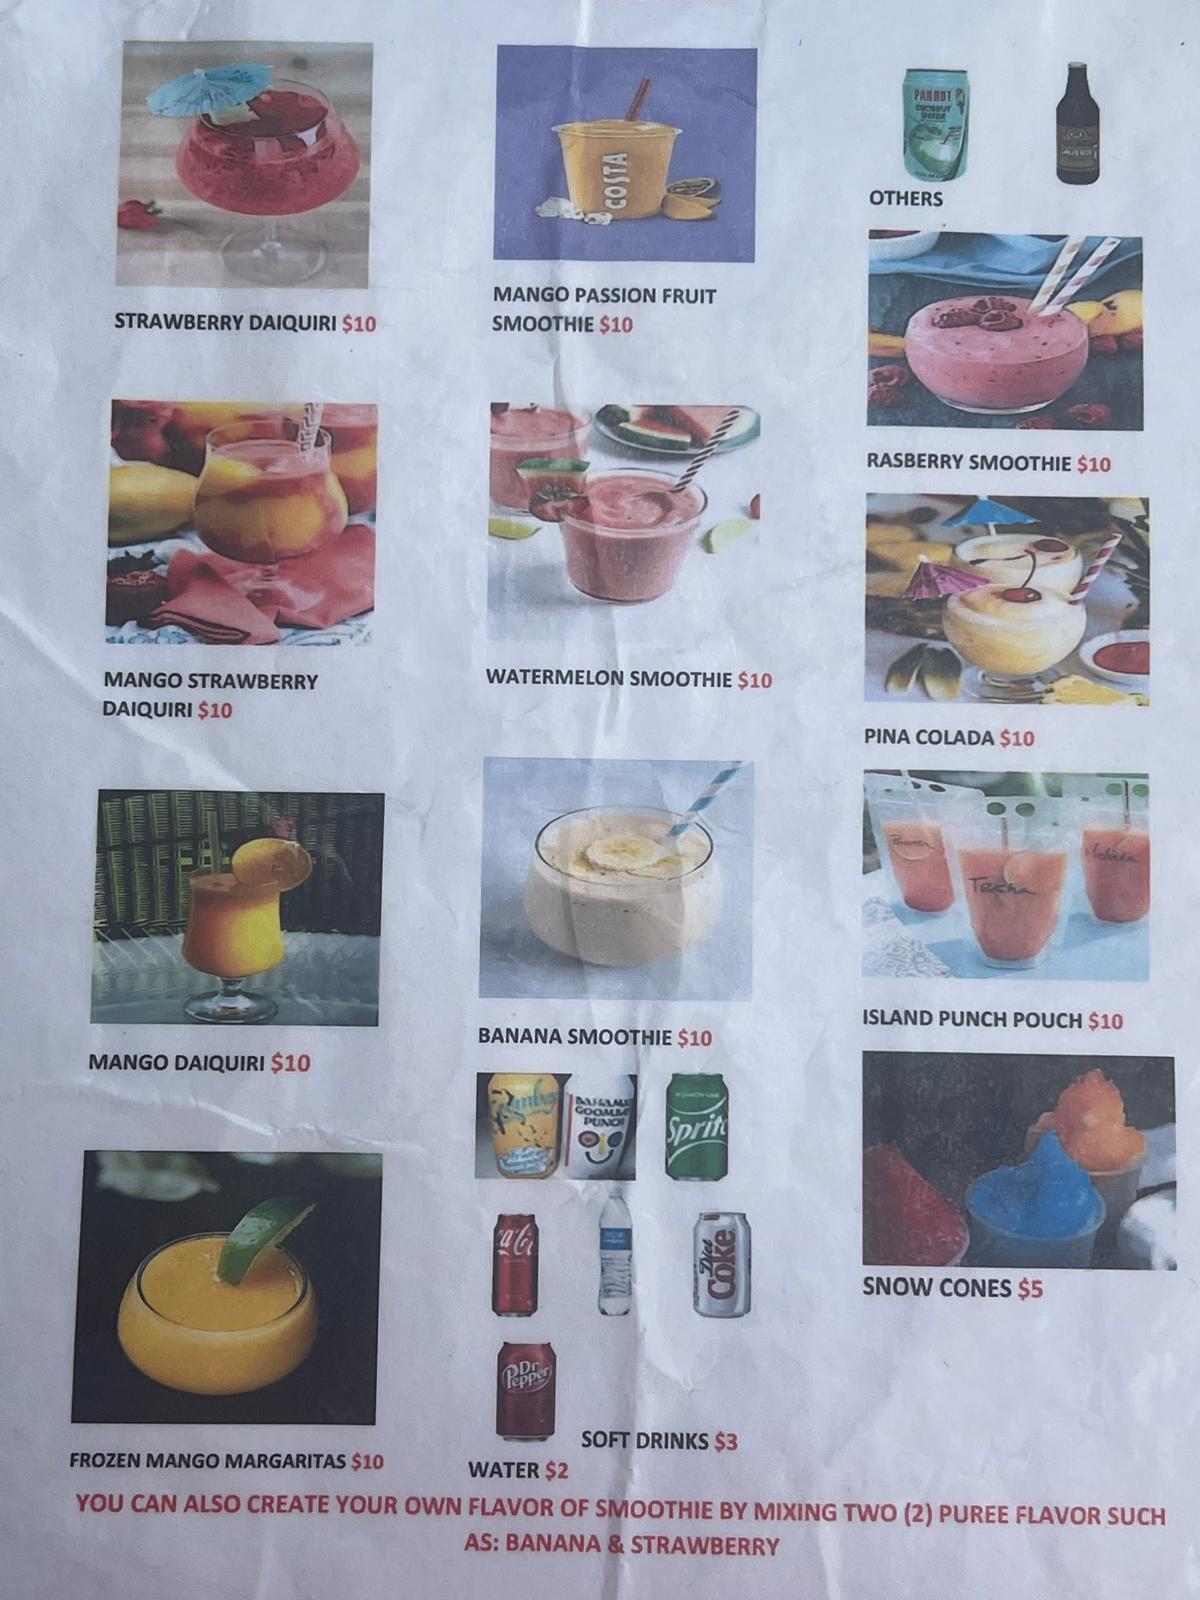 STRAWBERRY DAIQUIRI $10
MANGO STRAWBERRY
DAIQUIRI $10
MANGO DAIQUIRI $10
FROZEN MANGO MARGARITAS $10
COSTA
MANGO PASSION FRUIT
SMOOTHIE $10
WATERMELON SMOOTHIE $10
BANANA SMOOTHIE $10
BAHAMA
GOOMBAY
PUNCH
Sprite
Diet
Coke
Dr
Pepper
SOFT DRINKS $3
WATER $2
PARROT
COCONUT
WATER
OTHERS
RASBERRY SMOOTHIE $10
PINA COLADA $10
ISLAND PUNCH POUCH $10
SNOW CONES $5
YOU CAN ALSO CREATE YOUR OWN FLAVOR OF SMOOTHIE BY MIXING TWO (2) PUREE FLAVOR SUCH
AS: BANANA & STRAWBERRY